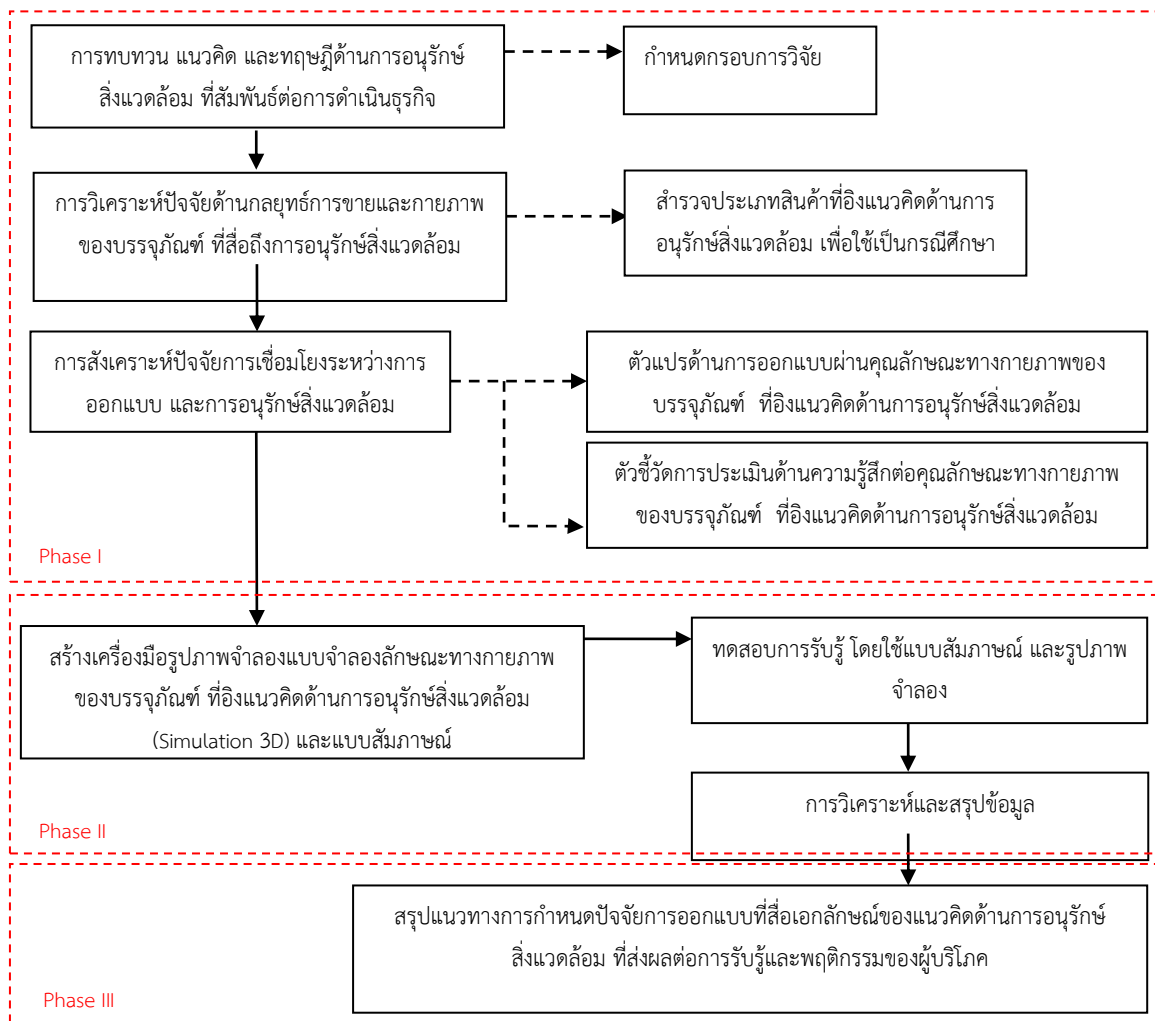 การทบทวน แนวคิด และทฤษฎีด้านการอนุรักษ์
สิ่งแวดล้อม ที่สัมพันธ์ต่อการดำเนินธุรกิจ
กำหนดกรอบการวิจัย
การวิเคราะห์ปัจจัยด้านกลยุทธ์การขายและกายภาพ
ของบรรจุภัณฑ์ ที่สื่อถึงการอนุรักษ์สิ่งแวดล้อม
สำรวจประเภทสินค้าที่อิงแนวคิดด้านการ
อนุรักษ์สิ่งแวดล้อม เพื่อใช้เป็นกรณีศึกษา
การสังเคราะห์ปัจจัยการเชื่อมโยงระหว่างการ
ออกแบบ และการอนุรักษ์สิ่งแวดล้อม
ตัวแปรด้านการออกแบบผ่านคุณลักษณะทางกายภาพของ
บรรจุภัณฑ์ ที่อิงแนวคิดด้านการอนุรักษ์สิ่งแวดล้อม
ตัวชี้วัดการประเมินด้านความรู้สึกต่อคุณลักษณะทางกายภาพ
ของบรรจุภัณฑ์ ที่อิงแนวคิดด้านการอนุรักษ์สิ่งแวดล้อม
Phase I
สร้างเครื่องมือรูปภาพจำลองแบบจำลองลักษณะทางกายภาพ
ของบรรจุภัณฑ์ ที่อิงแนวคิดด้านการอนุรักษ์สิ่งแวดล้อม
(Simulation 3D) และแบบสัมภาษณ์
ทดสอบการรับรู้ โดยใช้แบบสัมภาษณ์ และรูปภาพ
จำลอง
การวิเคราะห์และสรุปข้อมูล
Phase II
สรุปแนวทางการกำหนดปัจจัยการออกแบบที่สื่อเอกลักษณ์ของแนวคิดด้านการอนุรักษ์
สิ่งแวดล้อม ที่ส่งผลต่อการรับรู้และพฤติกรรมของผู้บริโภค
Phase III